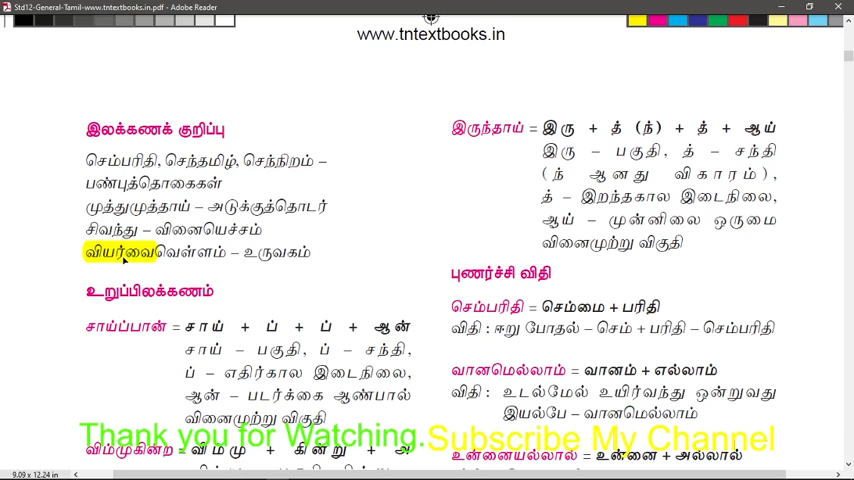 Std12-General-Tamil-www.tntextbooks.in.pdf - Adobe Reader
www.tntextbooks.in
இலக்கணக் குறிப்பு
செம்பரிதி, செந்தமிழ், செந்நிறம் –
பண்புத்தொகைகள்
முத்துமுத்தாய் – அடுக்குத்தொடர்
சிவந்து – வினையெச்சம்
வியர்வைவெள்ளம் – உருவகம்
உறுப்பிலக்கணம்
சாய்ப்பான் = சாய் + ப் + ப் + ஆன்
சாய் – பகுதி, ப் – சந்தி,
ப் – எதிர்கால இடைநிலை,
ஆன் – படர்க்கை ஆண்பால்
வினைமுற்று விகுதி
விம்முகின்ற = விம்மு + கின்று + அ
இருந்தாய் = இரு + த் (ந்) + த் + ஆய்
இரு – பகுதி, த் – சந்தி
(ந் ஆனது விகாரம்),
த் – இறந்தகால இடைநிலை,
ஆய் – முன்னிலை ஒருமை
வினைமுற்று விகுதி
புணர்ச்சி விதி
செம்பரிதி = செம்மை + பரிதி
விதி : ஈறு போதல் – செம் + பரிதி – செம்பரிதி
வானமெல்லாம் = வானம் + எல்லாம்
விதி : உடல்மேல் உயிர்வந்து ஒன்றுவது
இயல்பே – வானமெல்லாம்
உன்னையல்லால் = உன்னை + அல்லால்
Thank you for Watching. Subscribe My Channel
9.09 x 12.24 in